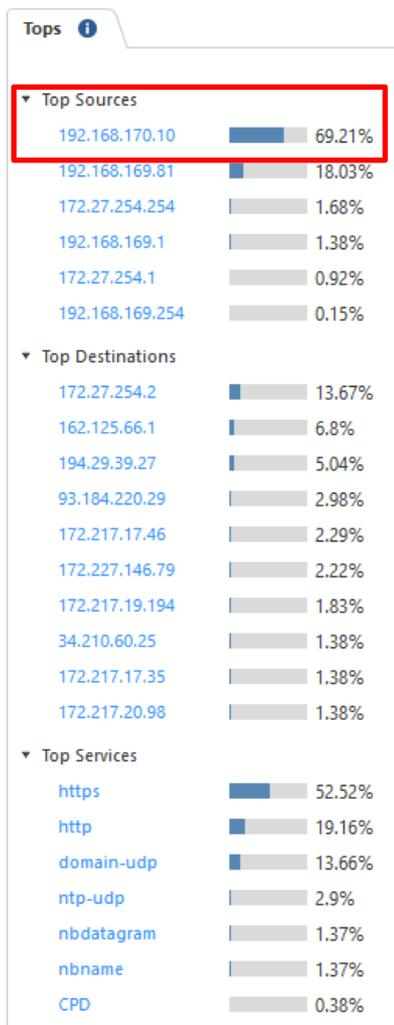 Tops
Top Sources
192.168.170.10 69.21%
192.168.169.81 18.03%
172.27.254.254 1.68%
192.168.169.1 1.38%
172.27.254.1 0.92%
192.168.169.254 0.15%
Top Destinations
172.27.254.2 13.67%
162.125.66.1 6.8%
194.29.39.27 5.04%
93.184.220.29 2.98%
172.217.17.46 2.29%
172.227.146.79 2.22%
172.217.19.194 1.83%
34.210.60.25 1.38%
172.217.17.35 1.38%
172.217.20.98 1.38%
Top Services
https 52.52%
http 19.16%
domain-udp 13.66%
ntp-udp 2.9%
nbdatagram 1.37%
nbname 1.37%
CPD 0.38%